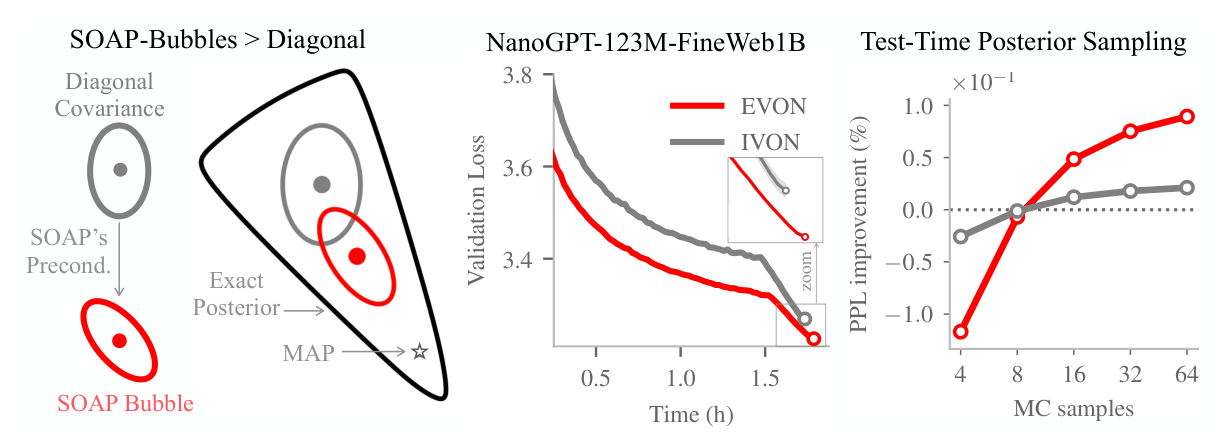 SOAP-Bubbles > Diagonal
Diagonal
Covariance
SOAP's
Precond.
SOAP Bubble
Exact
Posterior
MAP
NanoGPT-123M-FineWeb1B
Validation Loss
3.8
3.6
3.4
EVON
IVON
zoom
0.5
1.0
1.5
Time (h)
Test-Time Posterior Sampling
×10⁻¹
PPL improvement (%)
1.0
0.5
0.0
−0.5
−1.0
4
8
16
32
64
MC samples